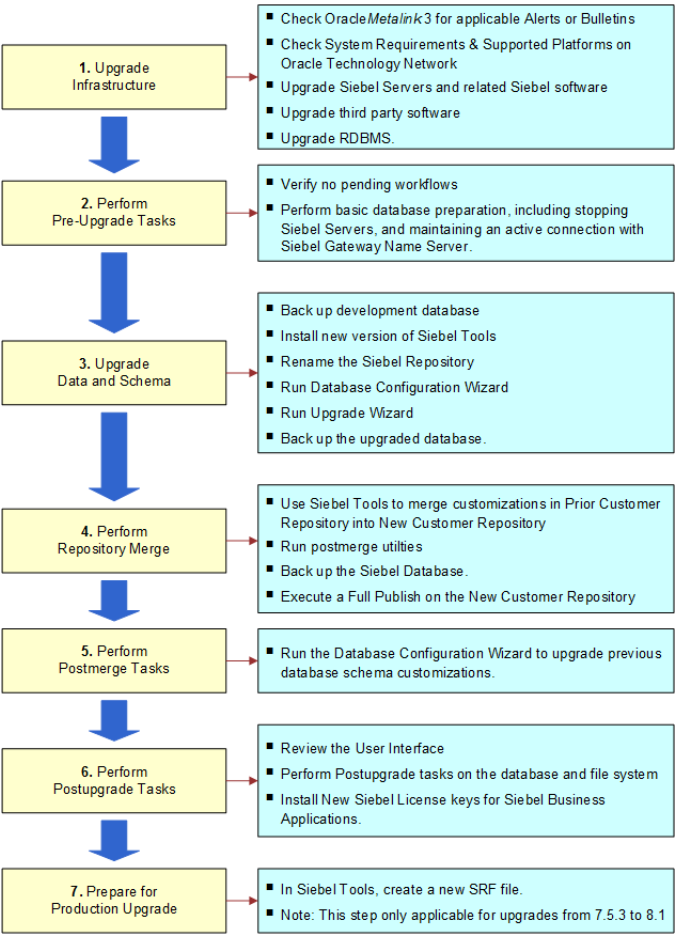 1. Upgrade
Infrastructure
▪ Check OracleMetalink 3 for applicable Alerts or Bulletins
▪ Check System Requirements & Supported Platforms on
Oracle Technology Network
▪ Upgrade Siebel Servers and related Siebel software
▪ Upgrade third party software
▪ Upgrade RDBMS.
2. Perform
Pre-Upgrade Tasks
▪ Verify no pending workflows
▪ Perform basic database preparation, including stopping
Siebel Servers, and maintaining an active connection with
Siebel Gateway Name Server.
3. Upgrade
Data and Schema
▪ Back up development database
▪ Install new version of Siebel Tools
▪ Rename the Siebel Repository
▪ Run Database Configuration Wizard
▪ Run Upgrade Wizard
▪ Back up the upgraded database.
4. Perform
Repository Merge
▪ Use Siebel Tools to merge customizations in Prior Customer
Repository into New Customer Repository
▪ Run postmerge utilties
▪ Back up the Siebel Database.
▪ Execute a Full Publish on the New Customer Repository
5. Perform
Postmerge Tasks
▪ Run the Database Configuration Wizard to upgrade previous
database schema customizations.
6. Perform
Postupgrade Tasks
▪ Review the User Interface
▪ Perform Postupgrade tasks on the database and file system
▪ Install New Siebel License keys for Siebel Business
Applications.
7. Prepare for
Production Upgrade
▪ In Siebel Tools, create a new SRF file.
▪ Note: This step only applicable for upgrades from 7.5.3 to 8.1